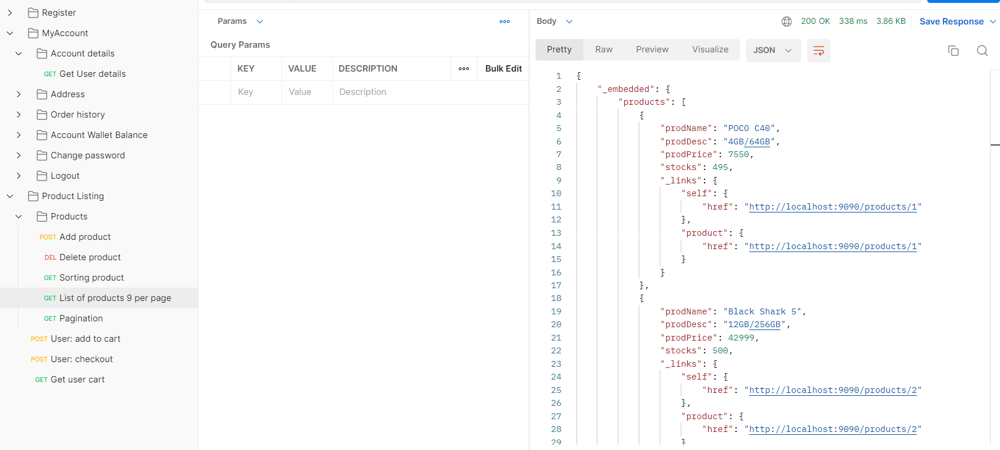 Register
MyAccount
Account details
GET Get User details
Address
Order history
Account Wallet Balance
Change password
Logout
Product Listing
Products
POST Add product
DEL Delete product
GET Sorting product
GET List of products 9 per page
GET Pagination
POST User: add to cart
POST User: checkout
GET Get user cart
Params
Query Params
KEY VALUE DESCRIPTION Bulk Edit
Key Value Description
Body 200 OK 338 ms 3.86 KB Save Response
Pretty Raw Preview Visualize JSON
1 {
2 "_embedded": {
3 "products": [
4 {
5 "prodName": "POCO C40",
6 "prodDesc": "4GB/64GB",
7 "prodPrice": 7550,
8 "stocks": 495,
9 "_links": {
10 "self": {
11 "href": "http://localhost:9090/products/1"
12 },
13 "product": {
14 "href": "http://localhost:9090/products/1"
15 }
16 }
17 },
18 {
19 "prodName": "Black Shark 5",
20 "prodDesc": "12GB/256GB",
21 "prodPrice": 42999,
22 "stocks": 500,
23 "_links": {
24 "self": {
25 "href": "http://localhost:9090/products/2"
26 },
27 "product": {
28 "href": "http://localhost:9090/products/2"
29 }